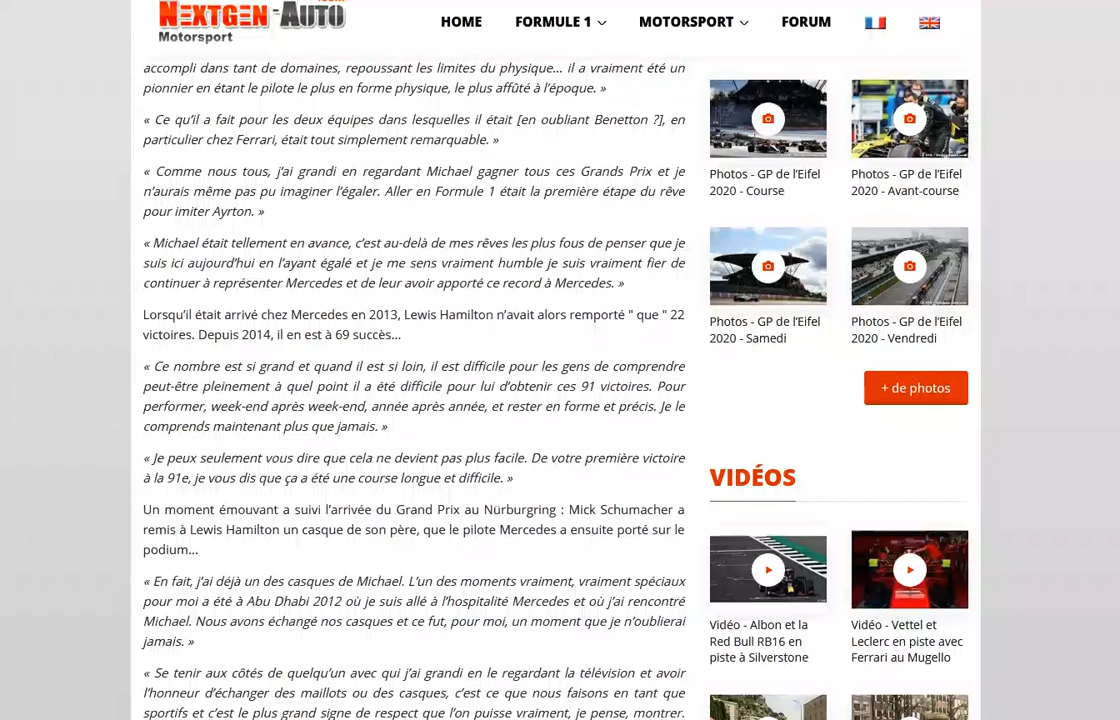 NEXTGEN-AUTO
Motorsport
HOME
FORMULE 1
MOTORSPORT
FORUM
accompli dans tant de domaines, repoussant les limites du physique... il a vraiment été un
pionnier en étant le pilote le plus en forme physique, le plus affûté à l’époque. »
« Ce qu’il a fait pour les deux équipes dans lesquelles il était [en oubliant Benetton ?], en
particulier chez Ferrari, était tout simplement remarquable. »
« Comme nous tous, j’ai grandi en regardant Michael gagner tous ces Grands Prix et je
n’aurais même pas pu imaginer l’égaler. Aller en Formule 1 était la première étape du rêve
pour imiter Ayrton. »
« Michael était tellement en avance, c’est au-delà de mes rêves les plus fous de penser que je
suis ici aujourd’hui en l’ayant égalé et je me sens vraiment humble je suis vraiment fier de
continuer à représenter Mercedes et de leur avoir apporté ce record à Mercedes. »
Lorsqu’il était arrivé chez Mercedes en 2013, Lewis Hamilton n’avait alors remporté " que " 22
victoires. Depuis 2014, il en est à 69 succès...
« Ce nombre est si grand et quand il est si loin, il est difficile pour les gens de comprendre
peut-être pleinement à quel point il a été difficile pour lui d’obtenir ces 91 victoires. Pour
performer, week-end après week-end, année après année, et rester en forme et précis. Je le
comprends maintenant plus que jamais. »
« Je peux seulement vous dire que cela ne devient pas plus facile. De votre première victoire
à la 91e, je vous dis que ça a été une course longue et difficile. »
Un moment émouvant a suivi l’arrivée du Grand Prix au Nürburgring : Mick Schumacher a
remis à Lewis Hamilton un casque de son père, que le pilote Mercedes a ensuite porté sur le
podium...
« En fait, j’ai déjà un des casques de Michael. L’un des moments vraiment, vraiment spéciaux
pour moi a été à Abu Dhabi 2012 où je suis allé à l’hospitalité Mercedes et où j’ai rencontré
Michael. Nous avons échangé nos casques et ce fut, pour moi, un moment que je n’oublierai
jamais. »
« Se tenir aux côtés de quelqu’un avec qui j’ai grandi en le regardant la télévision et avoir
l’honneur d’échanger des maillots ou des casques, c’est ce que nous faisons en tant que
sportifs et c’est le plus grand signe de respect que l’on puisse vraiment, je pense, montrer.
Photos - GP de l’Eifel
2020 - Course
Photos - GP de l’Eifel
2020 - Avant-course
Photos - GP de l’Eifel
2020 - Samedi
Photos - GP de l’Eifel
2020 - Vendredi
+ de photos
VIDÉOS
Vidéo - Albon et la
Red Bull RB16 en
piste à Silverstone
Vidéo - Vettel et
Leclerc en piste avec
Ferrari au Mugello